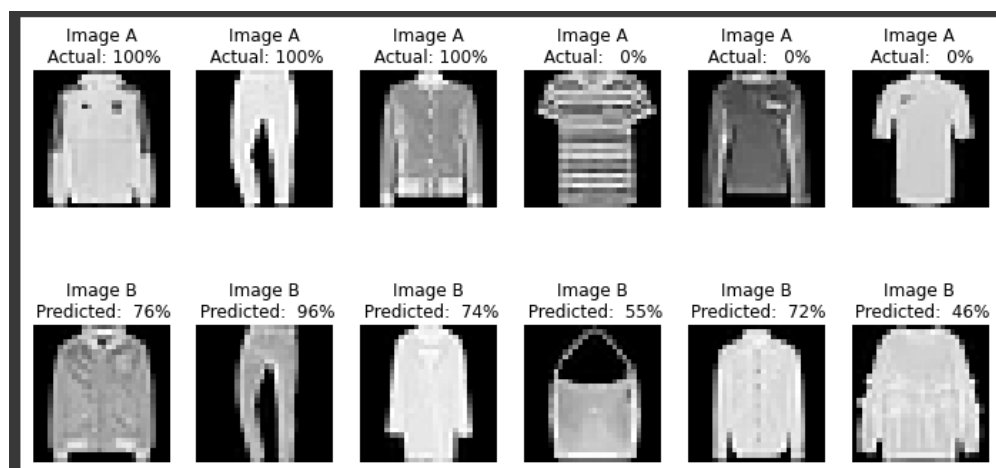 Image A Image A Image A Image A Image A Image A
Actual: 100% Actual: 100% Actual: 100% Actual: 0% Actual: 0% Actual: 0%
Image B Image B Image B Image B Image B Image B
Predicted: 76% Predicted: 96% Predicted: 74% Predicted: 55% Predicted: 72% Predicted: 46%